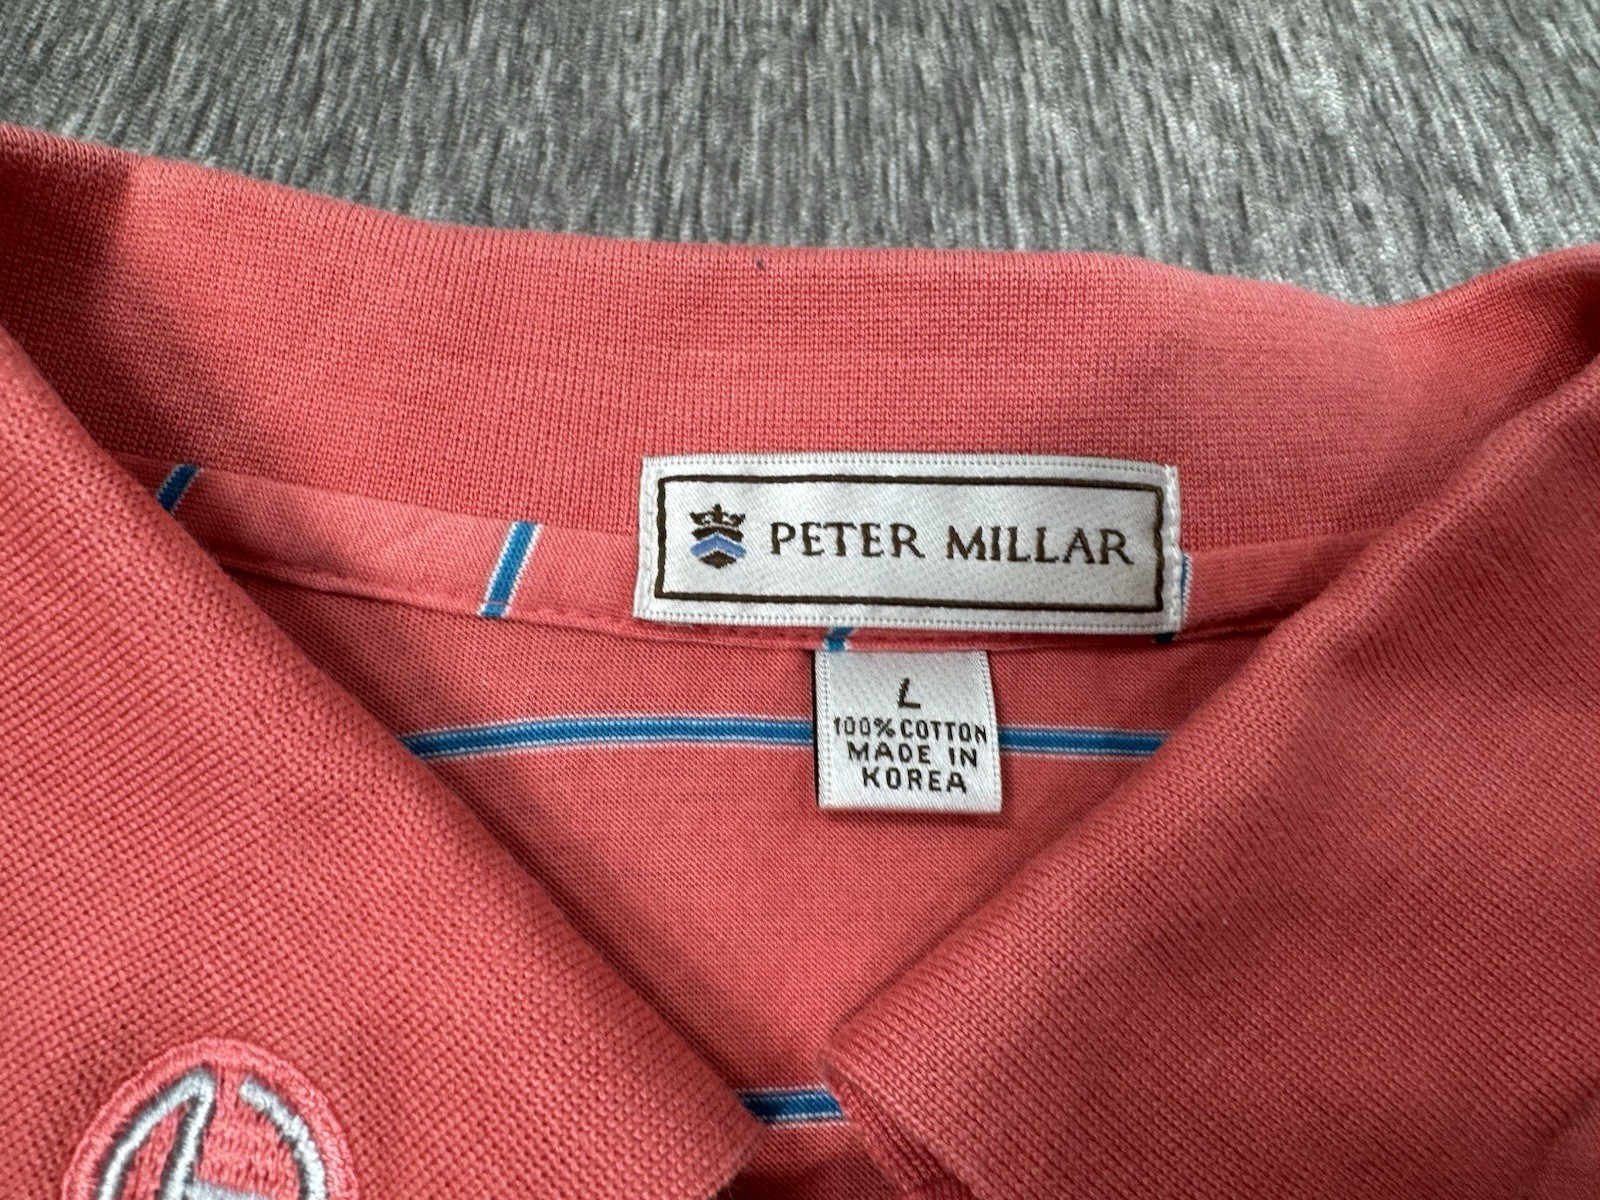 PETER MILLAR
L
100% COTTON
MADE IN
KOREA